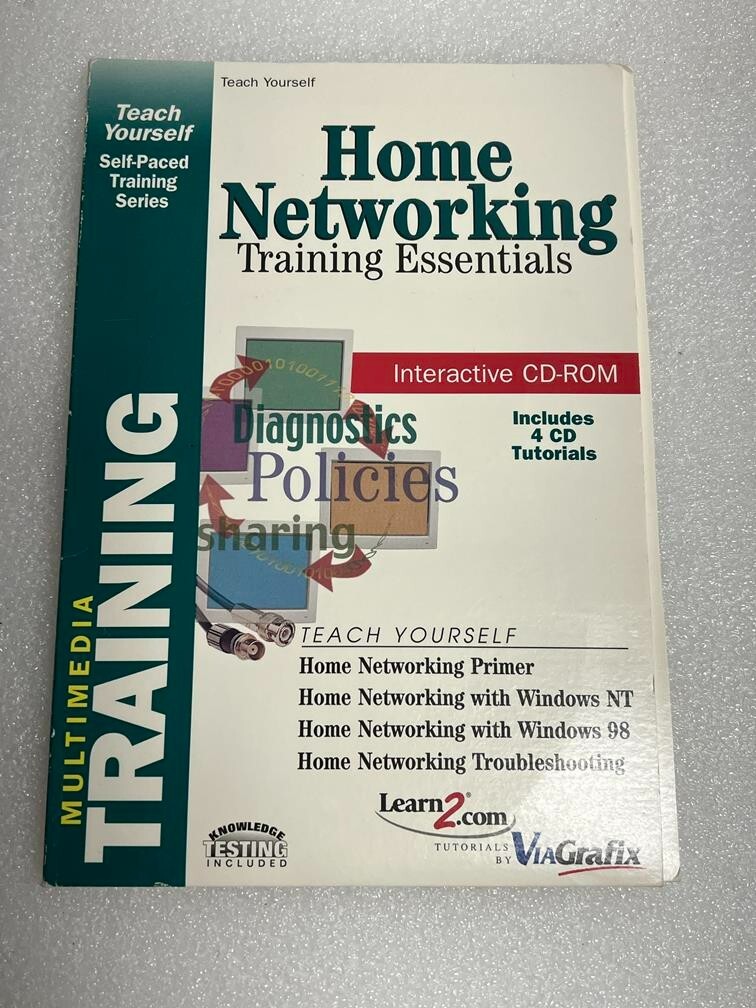 Teach Yourself
Teach
Yourself
Self-Paced
Training
Series
Home
Networking
Training Essentials
Interactive CD-ROM
Includes
4 CD
Tutorials
Diagnostics
Policies
sharing
MULTIMEDIA
TRAINING
TEACH YOURSELF
Home Networking Primer
Home Networking with Windows NT
Home Networking with Windows 98
Home Networking Troubleshooting
KNOWLEDGE
TESTING
INCLUDED
Learn2.com®
TUTORIALS
BY ViaGrafix